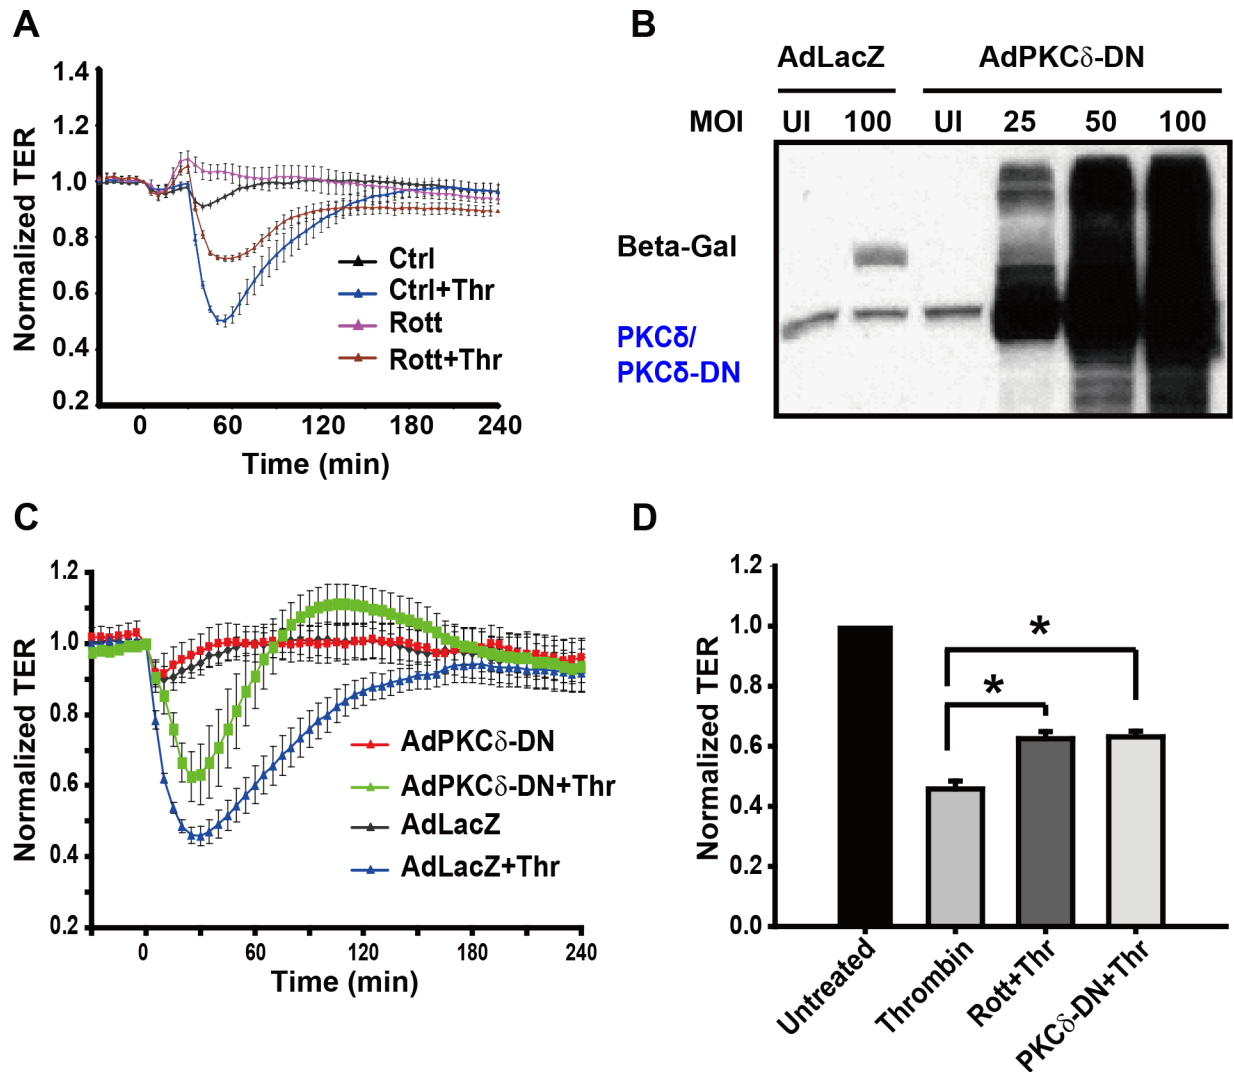 A
1.4
1.2
1.0
0.8
0.6
0.4
0.2
Normalized TER
Ctrl
Ctrl+Thr
Rott
Rott+Thr
0 60 120 180 240
Time (min)
B
AdLacZ AdPKCδ-DN
MOI UI 100 UI 25 50 100
Beta-Gal
PKCδ/
PKCδ-DN
C
1.2
1.0
0.8
0.6
0.4
0.2
Normalized TER
AdPKCδ-DN
AdPKCδ-DN+Thr
AdLacZ
AdLacZ+Thr
0 60 120 180 240
Time (min)
D
1.2
1.0
0.8
0.6
0.4
0.2
0.0
Normalized TER
*
*
Untreated
Thrombin
Rott+Thr
PKCδ-DN+Thr